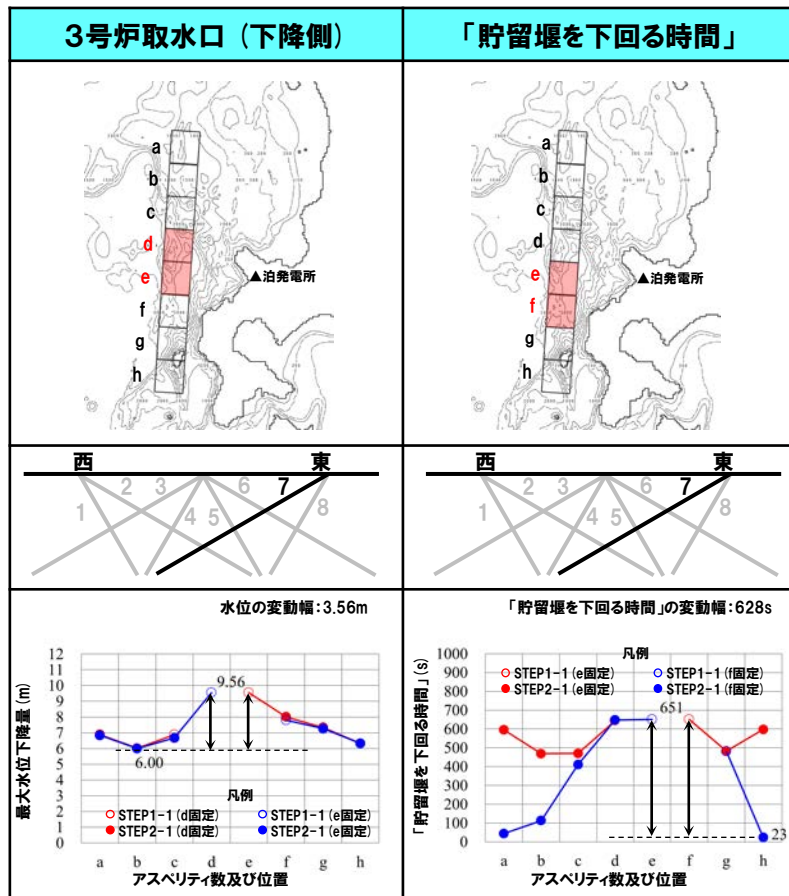 3号炉取水口（下降側）
「貯留堰を下回る時間」
a
b
c
d
e
f
g
h
▲泊発電所
a
b
c
d
e
f
g
h
▲泊発電所
西 東
1 2 3 4 5 6 7 8
西 東
1 2 3 4 5 6 7 8
水位の変動幅：3.56m
最大水位下降量(m)
12
11
10
9
8
7
6
5
4
3
2
1
0
9.56
6.00
凡例
STEP1-1(d固定) STEP1-1(e固定)
STEP2-1(d固定) STEP2-1(e固定)
a b c d e f g h
アスペリティ数及び位置
「貯留堰を下回る時間」の変動幅：628s
「貯留堰を下回る時間」(s)
1000
900
800
700
600
500
400
300
200
100
0
凡例
STEP1-1(e固定) STEP1-1(f固定)
STEP2-1(e固定) STEP2-1(f固定)
651
23
a b c d e f g h
アスペリティ数及び位置